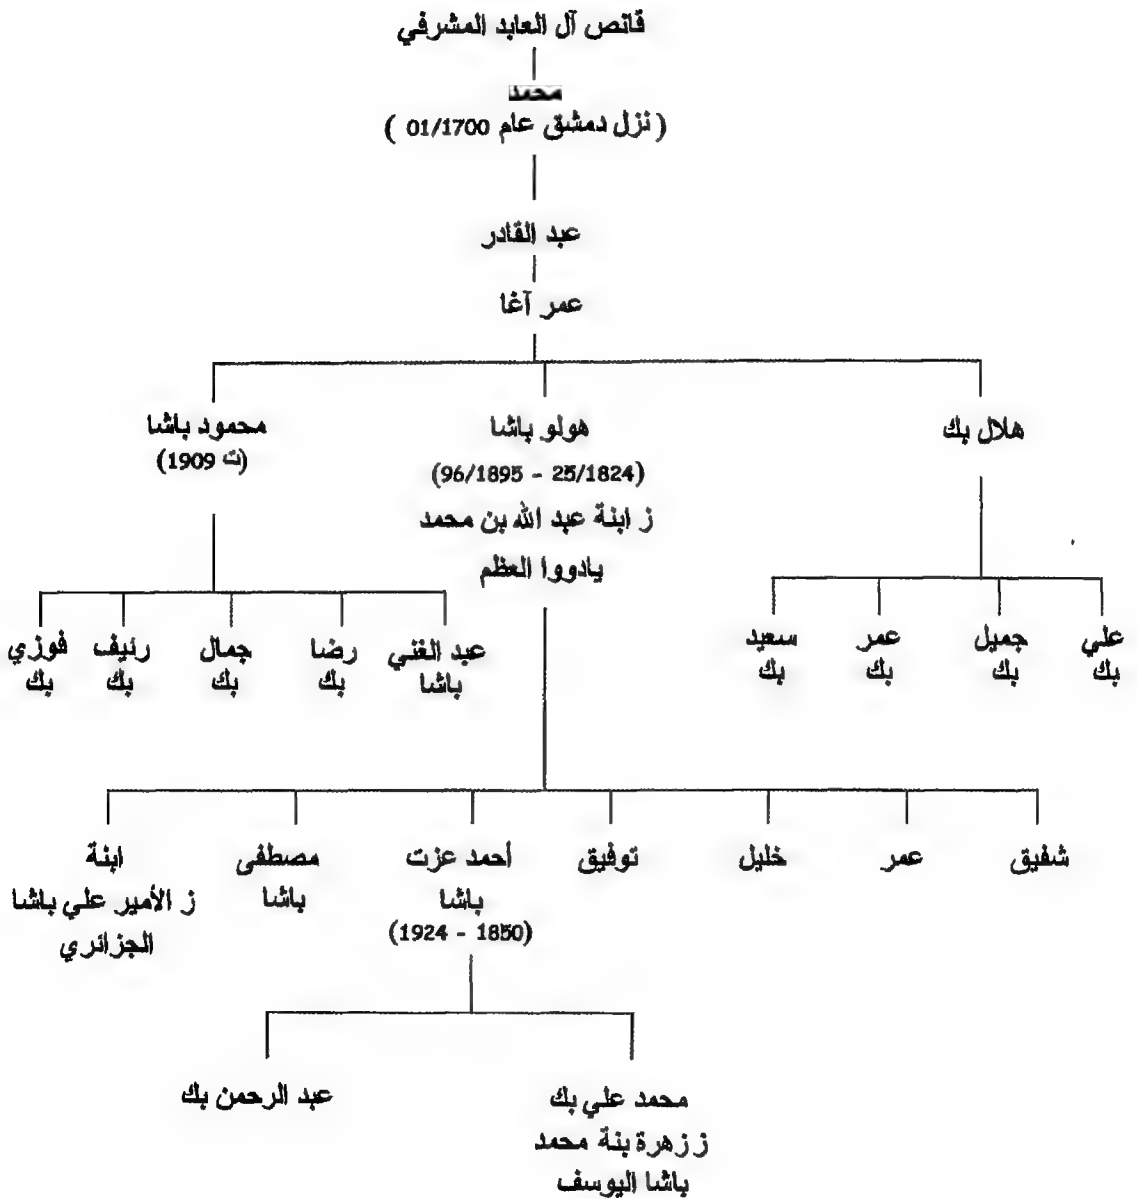 قانص آل العابد المشرفي
محمد
( نزل دمشق عام 01/1700 )
عبد القادر
عمر آغا
هلال بك
هولو باشا
(96/1895 - 25/1824)
ز ابنة عبد الله بن محمد
يادووا العظم
محمود باشا
(ت 1909)
علي
بك
جميل
بك
عمر
بك
سعيد
بك
عبد الغني
باشا
رضا
بك
جمال
بك
رئيف
بك
فوزي
بك
شفيق
عمر
خليل
توفيق
أحمد عزت
باشا
(1924 - 1850)
مصطفى
باشا
ابنة
ز الأمير علي باشا
الجزائري
محمد علي بك
ز زهرة بنة محمد
باشا اليوسف
عبد الرحمن بك